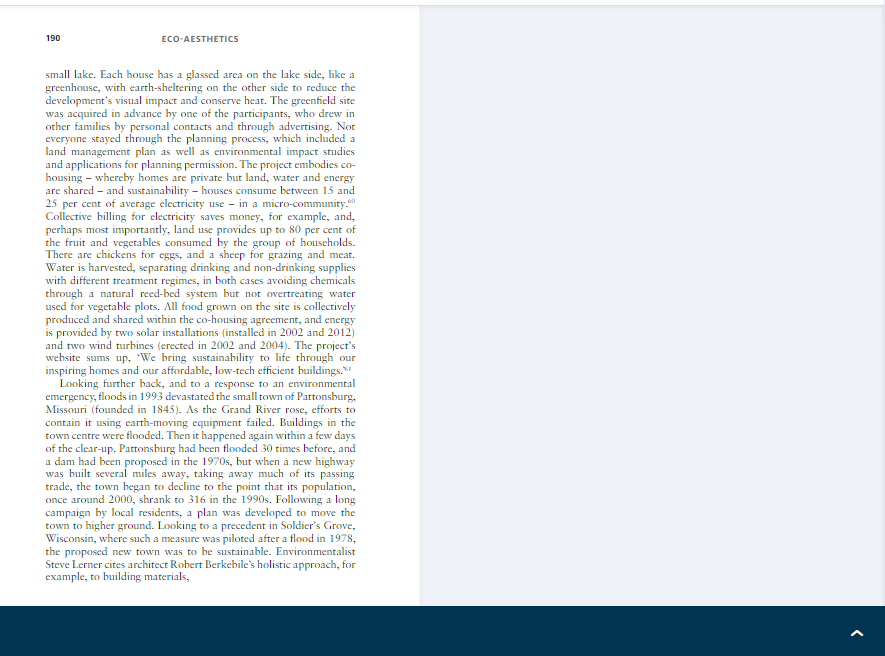 190
ECO-AESTHETICS
small lake. Each house has a glassed area on the lake side, like a
greenhouse, with earth-sheltering on the other side to reduce the
development's visual impact and conserve heat. The greenfield site
was acquired in advance by one of the participants, who drew in
other families by personal contacts and through advertising. Not
everyone stayed through the planning process, which included a
land management plan as well as environmental impact studies
and applications for planning permission. The project embodies co-
housing – whereby homes are private but land, water and energy
are shared – and sustainability – houses consume between 15 and
25 per cent of average electricity use – in a micro-community.60
Collective billing for electricity saves money, for example, and,
perhaps most importantly, land use provides up to 80 per cent of
the fruit and vegetables consumed by the group of households.
There are chickens for eggs, and a sheep for grazing and meat.
Water is harvested, separating drinking and non-drinking supplies
with different treatment regimes, in both cases avoiding chemicals
through a natural reed-bed system but not overtreating water
used for vegetable plots. All food grown on the site is collectively
produced and shared within the co-housing agreement, and energy
is provided by two solar installations (installed in 2002 and 2012)
and two wind turbines (erected in 2002 and 2004). The project's
website sums up, 'We bring sustainability to life through our
inspiring homes and our affordable, low-tech efficient buildings.'61
Looking further back, and to a response to an environmental
emergency, floods in 1993 devastated the small town of Pattonsburg,
Missouri (founded in 1845). As the Grand River rose, efforts to
contain it using earth-moving equipment failed. Buildings in the
town centre were flooded. Then it happened again within a few days
of the clear-up. Pattonsburg had been flooded 30 times before, and
a dam had been proposed in the 1970s, but when a new highway
was built several miles away, taking away much of its passing
trade, the town began to decline to the point that its population,
once around 2000, shrank to 316 in the 1990s. Following a long
campaign by local residents, a plan was developed to move the
town to higher ground. Looking to a precedent in Soldier's Grove,
Wisconsin, where such a measure was piloted after a flood in 1978,
the proposed new town was to be sustainable. Environmentalist
Steve Lerner cites architect Robert Berkebile's holistic approach, for
example, to building materials,